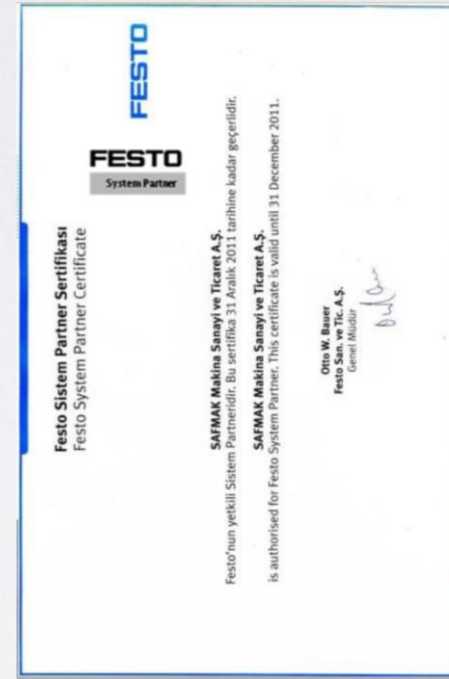 FESTO
FESTO
System Partner
Festo Sistem Partner Sertifikası
Festo System Partner Certificate
SAFMAK Makina Sanayi ve Ticaret A.Ş.
Festo'nun yetkili Sistem Partneridir. Bu sertifika 31 Aralık 2011 tarihine kadar geçerlidir.
SAFMAK Makina Sanayi ve Ticaret A.Ş.
is authorised for Festo System Partner. This certificate is valid until 31 December 2011.
Otto W. Bauer
Festo San. ve Tic. A.Ş.
Genel Müdür